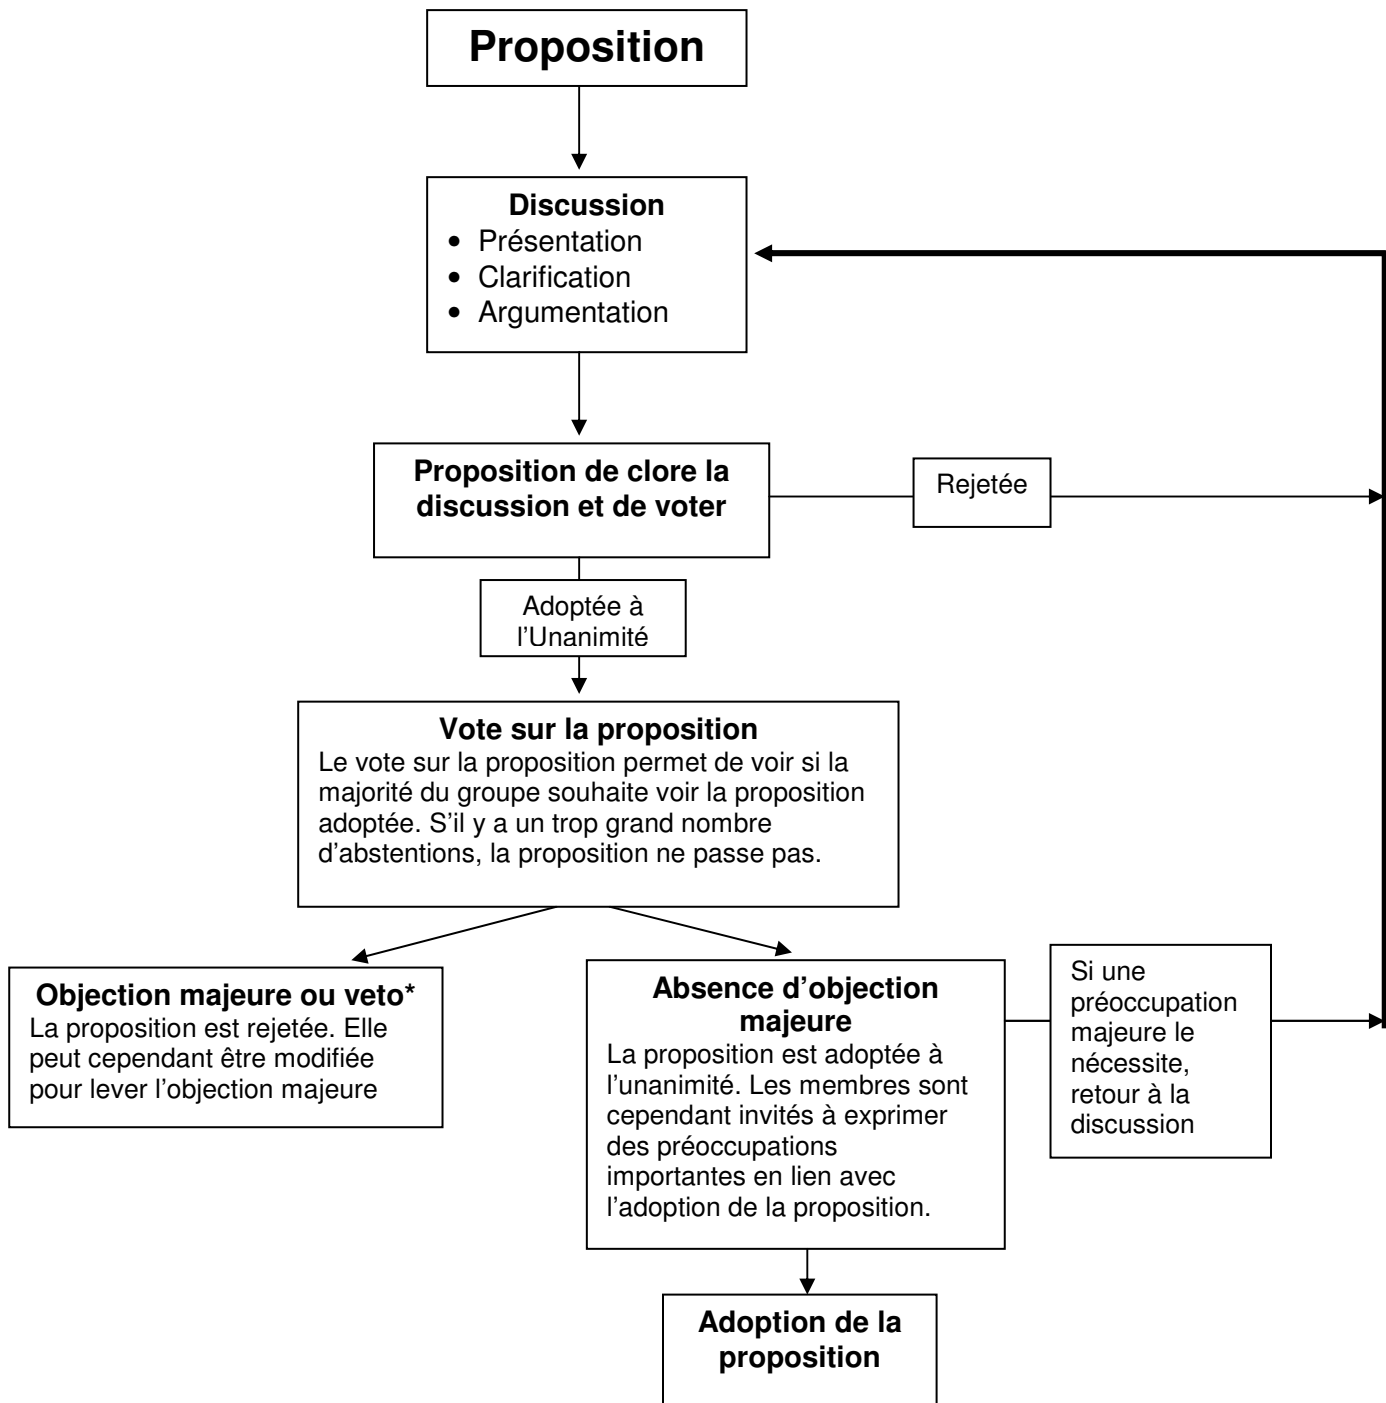 Proposition
Discussion
• Présentation
• Clarification
• Argumentation
Proposition de clore la
discussion et de voter
Rejetée
Adoptée à
l’Unanimité
Vote sur la proposition
Le vote sur la proposition permet de voir si la
majorité du groupe souhaite voir la proposition
adoptée. S’il y a un trop grand nombre
d’abstentions, la proposition ne passe pas.
Objection majeure ou veto*
La proposition est rejetée. Elle
peut cependant être modifiée
pour lever l’objection majeure
Absence d’objection
majeure
La proposition est adoptée à
l’unanimité. Les membres sont
cependant invités à exprimer
des préoccupations
importantes en lien avec
l’adoption de la proposition.
Si une
préoccupation
majeure le
nécessite,
retour à la
discussion
Adoption de la
proposition